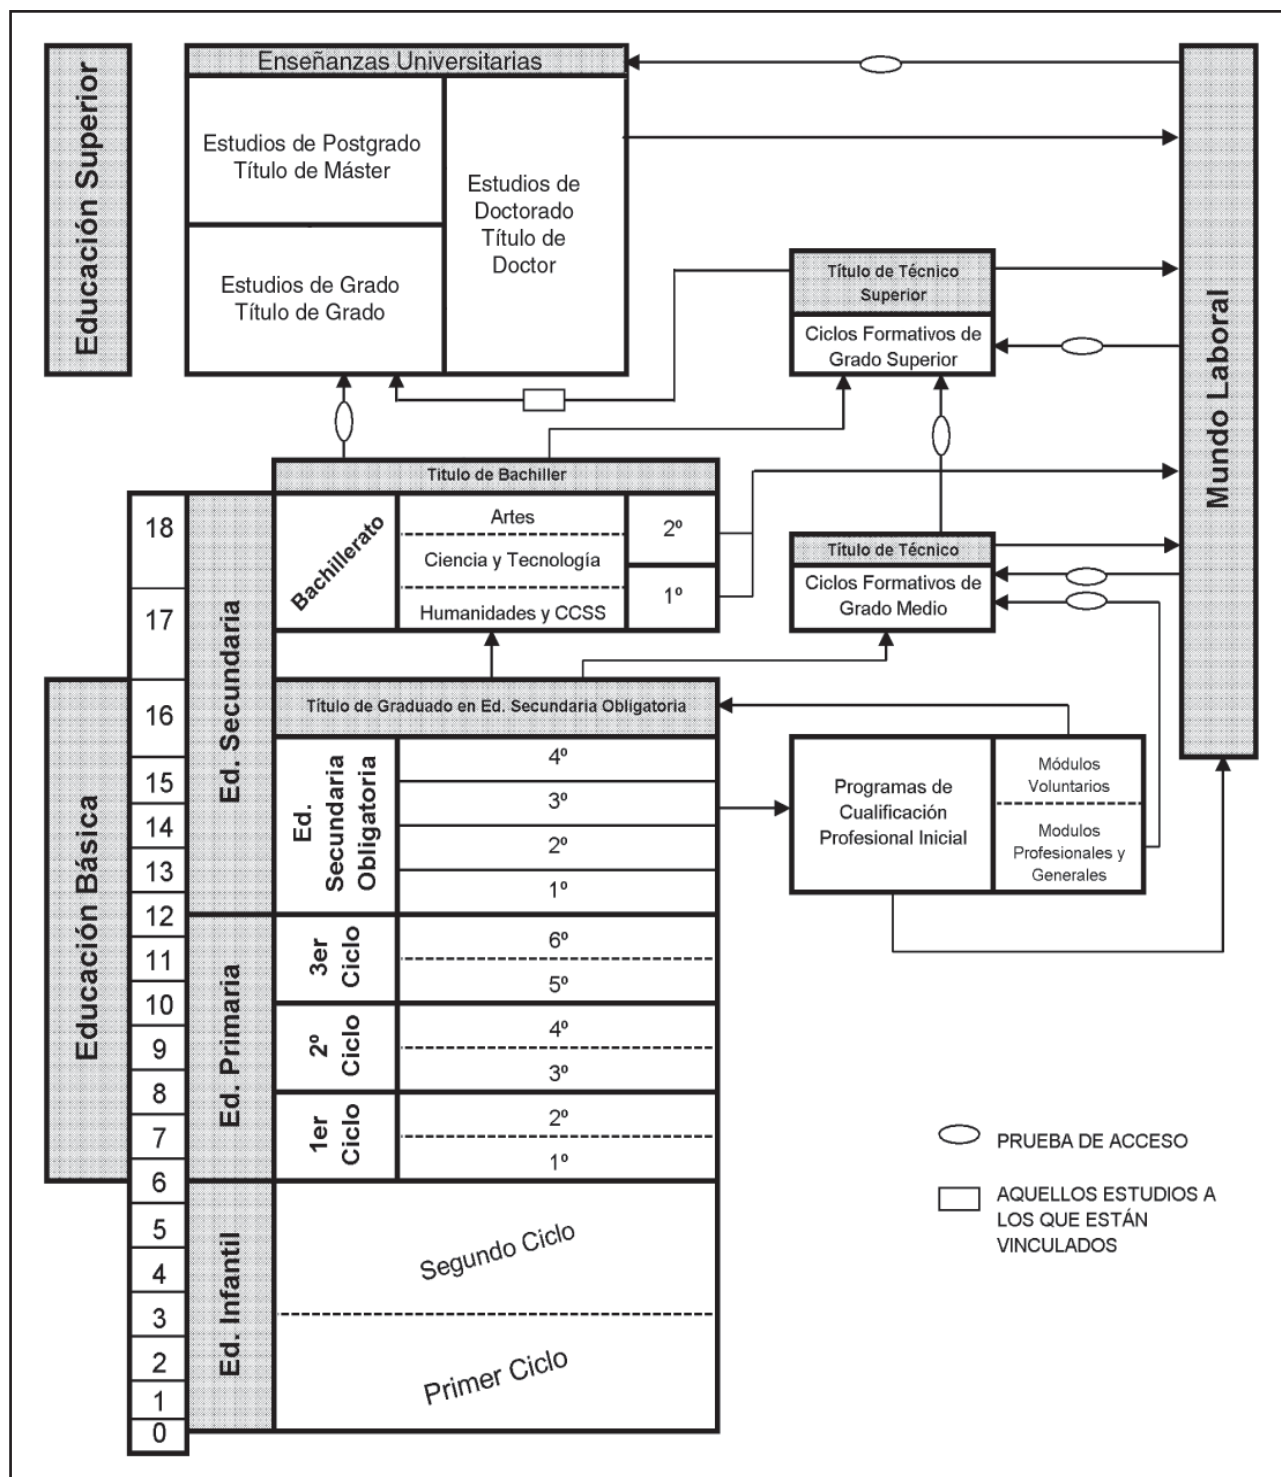 Educación Superior
Enseñanzas Universitarias
Estudios de Postgrado
Título de Máster
Estudios de Grado
Título de Grado
Estudios de
Doctorado
Título de
Doctor
Título de Técnico
Superior
Ciclos Formativos de
Grado Superior
Mundo Laboral
Titulo de Bachiller
Bachillerato
Artes
Ciencia y Tecnología
Humanidades y CCSS
2º
1º
Título de Técnico
Ciclos Formativos de
Grado Medio
18
17
16
15
14
13
12
11
10
9
8
7
6
5
4
3
2
1
0
Educación Básica
Ed. Secundaria
Ed. Primaria
Ed. Infantil
Título de Graduado en Ed. Secundaria Obligatoria
Ed.
Secundaria
Obligatoria
4º
3º
2º
1º
Programas de
Cualificación
Profesional Inicial
Módulos
Voluntarios
Modulos
Profesionales y
Generales
3er
Ciclo
6º
5º
2º
Ciclo
4º
3º
1er
Ciclo
2º
1º
Segundo Ciclo
Primer Ciclo
PRUEBA DE ACCESO
AQUELLOS ESTUDIOS A
LOS QUE ESTÁN
VINCULADOS